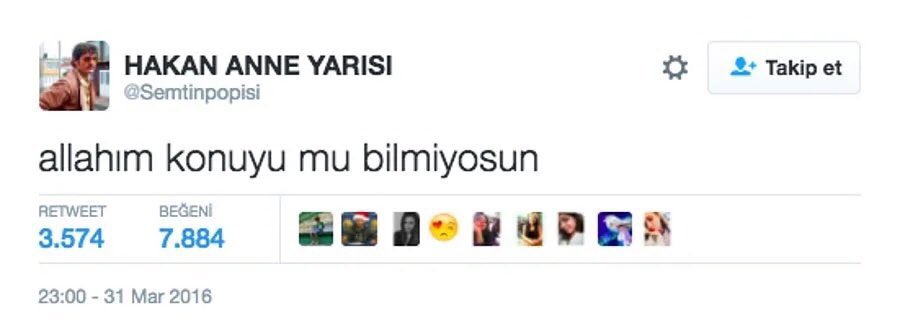 HAKAN ANNE YARISI
@Semtinpopisi
Takip et
allahım konuyu mu bilmiyosun
RETWEET BEĞENİ
3.574 7.884
23:00 - 31 Mar 2016